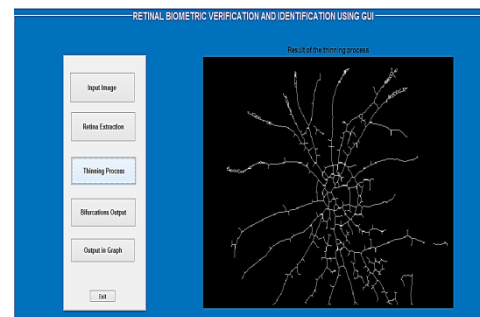 RETINAL BIOMETRIC VERIFICATION AND IDENTIFICATION USING GUI
Result of the thinning process
Input Image
Retina Extraction
Thinning Process
Bifurcations Output
Output in Graph
Exit